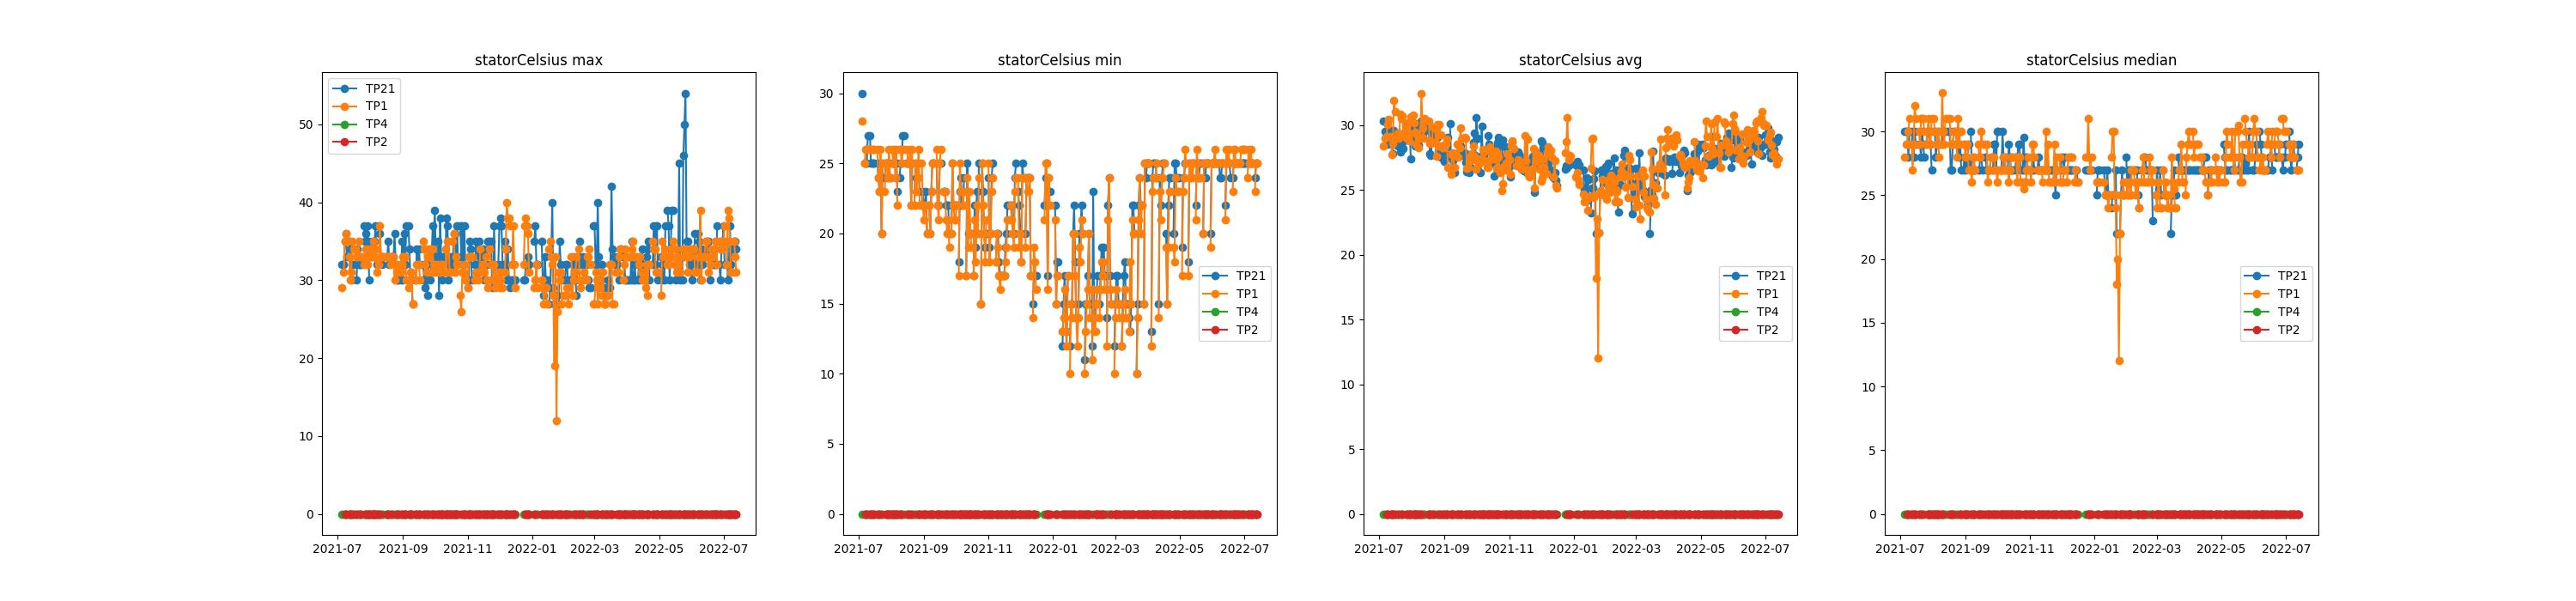 statorCelsius max
50
40
30
20
10
0
2021-07 2021-09 2021-11 2022-01 2022-03 2022-05 2022-07
TP21
TP1
TP4
TP2
statorCelsius min
30
25
20
15
10
5
0
2021-07 2021-09 2021-11 2022-01 2022-03 2022-05 2022-07
TP21
TP1
TP4
TP2
statorCelsius avg
30
25
20
15
10
5
0
2021-07 2021-09 2021-11 2022-01 2022-03 2022-05 2022-07
TP21
TP1
TP4
TP2
statorCelsius median
30
25
20
15
10
5
0
2021-07 2021-09 2021-11 2022-01 2022-03 2022-05 2022-07
TP21
TP1
TP4
TP2